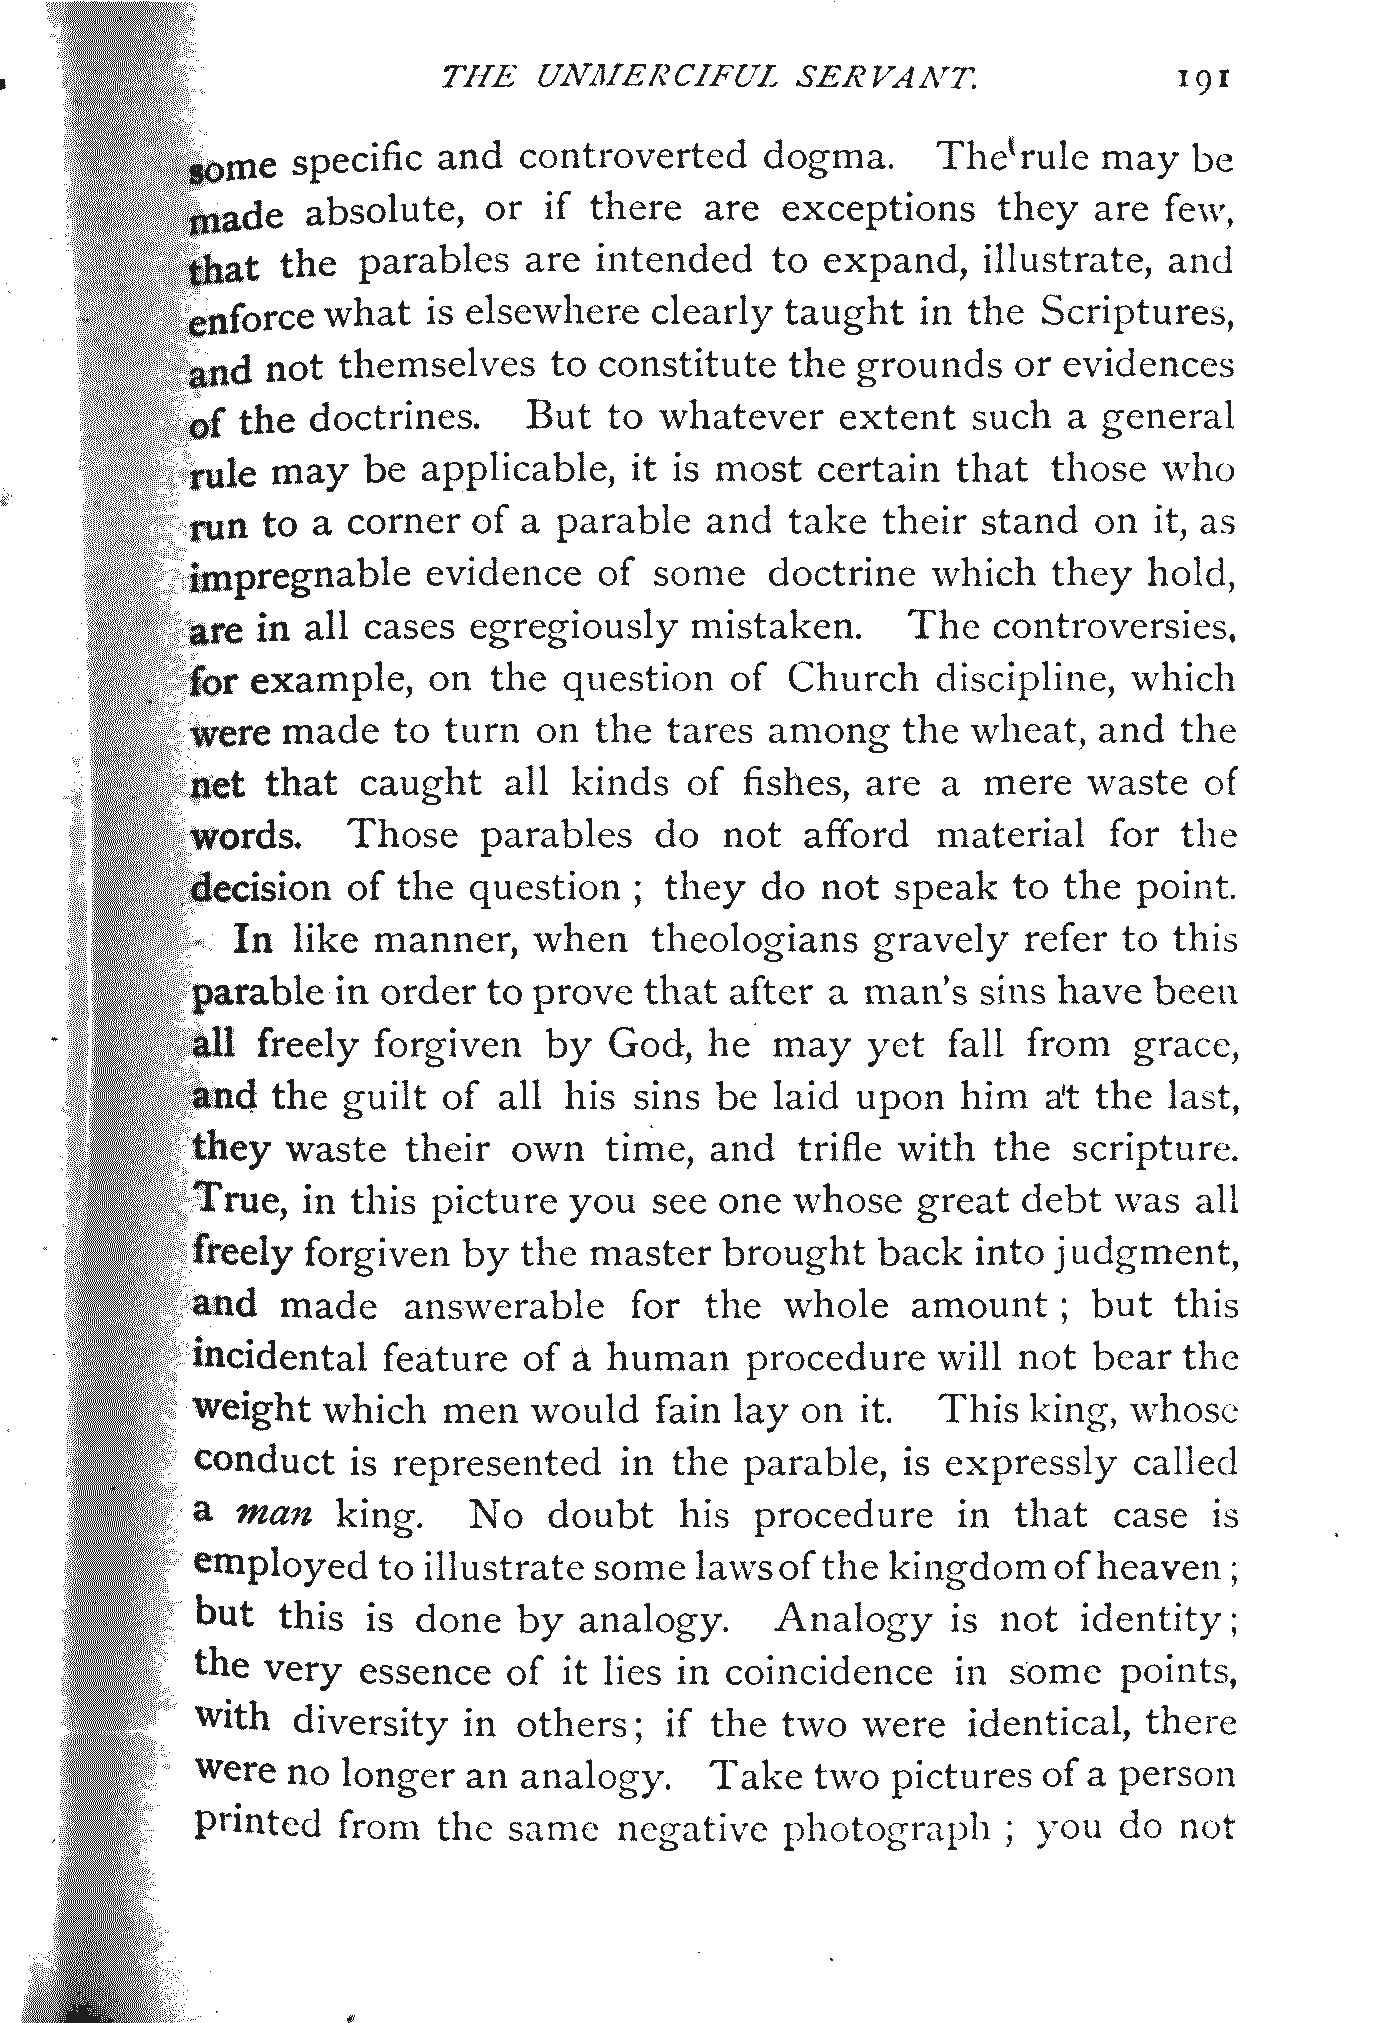 THE UNMERCIFUL SERVANT. 191
some specific and controverted dogma. The rule may be
made absolute, or if there are exceptions they are few,
that the parables are intended to expand, illustrate, and
enforce what is elsewhere clearly taught in the Scriptures,
and not themselves to constitute the grounds or evidences
of the doctrines. But to whatever extent such a general
rule may be applicable, it is most certain that those who
run to a corner of a parable and take their stand on it, as
impregnable evidence of some doctrine which they hold,
are in all cases egregiously mistaken. The controversies,
for example, on the question of Church discipline, which
were made to turn on the tares among the wheat, and the
net that caught all kinds of fishes, are a mere waste of
words. Those parables do not afford material for the
decision of the question ; they do not speak to the point.
In like manner, when theologians gravely refer to this
parable in order to prove that after a man's sins have been
all freely forgiven by God, he may yet fall from grace,
and the guilt of all his sins be laid upon him at the last,
they waste their own time, and trifle with the scripture.
True, in this picture you see one whose great debt was all
freely forgiven by the master brought back into judgment,
and made answerable for the whole amount ; but this
incidental feature of a human procedure will not bear the
weight which men would fain lay on it. This king, whose
conduct is represented in the parable, is expressly called
a man king. No doubt his procedure in that case is
employed to illustrate some laws of the kingdom of heaven ;
but this is done by analogy. Analogy is not identity ;
the very essence of it lies in coincidence in some points,
with diversity in others ; if the two were identical, there
were no longer an analogy. Take two pictures of a person
printed from the same negative photograph ; you do not